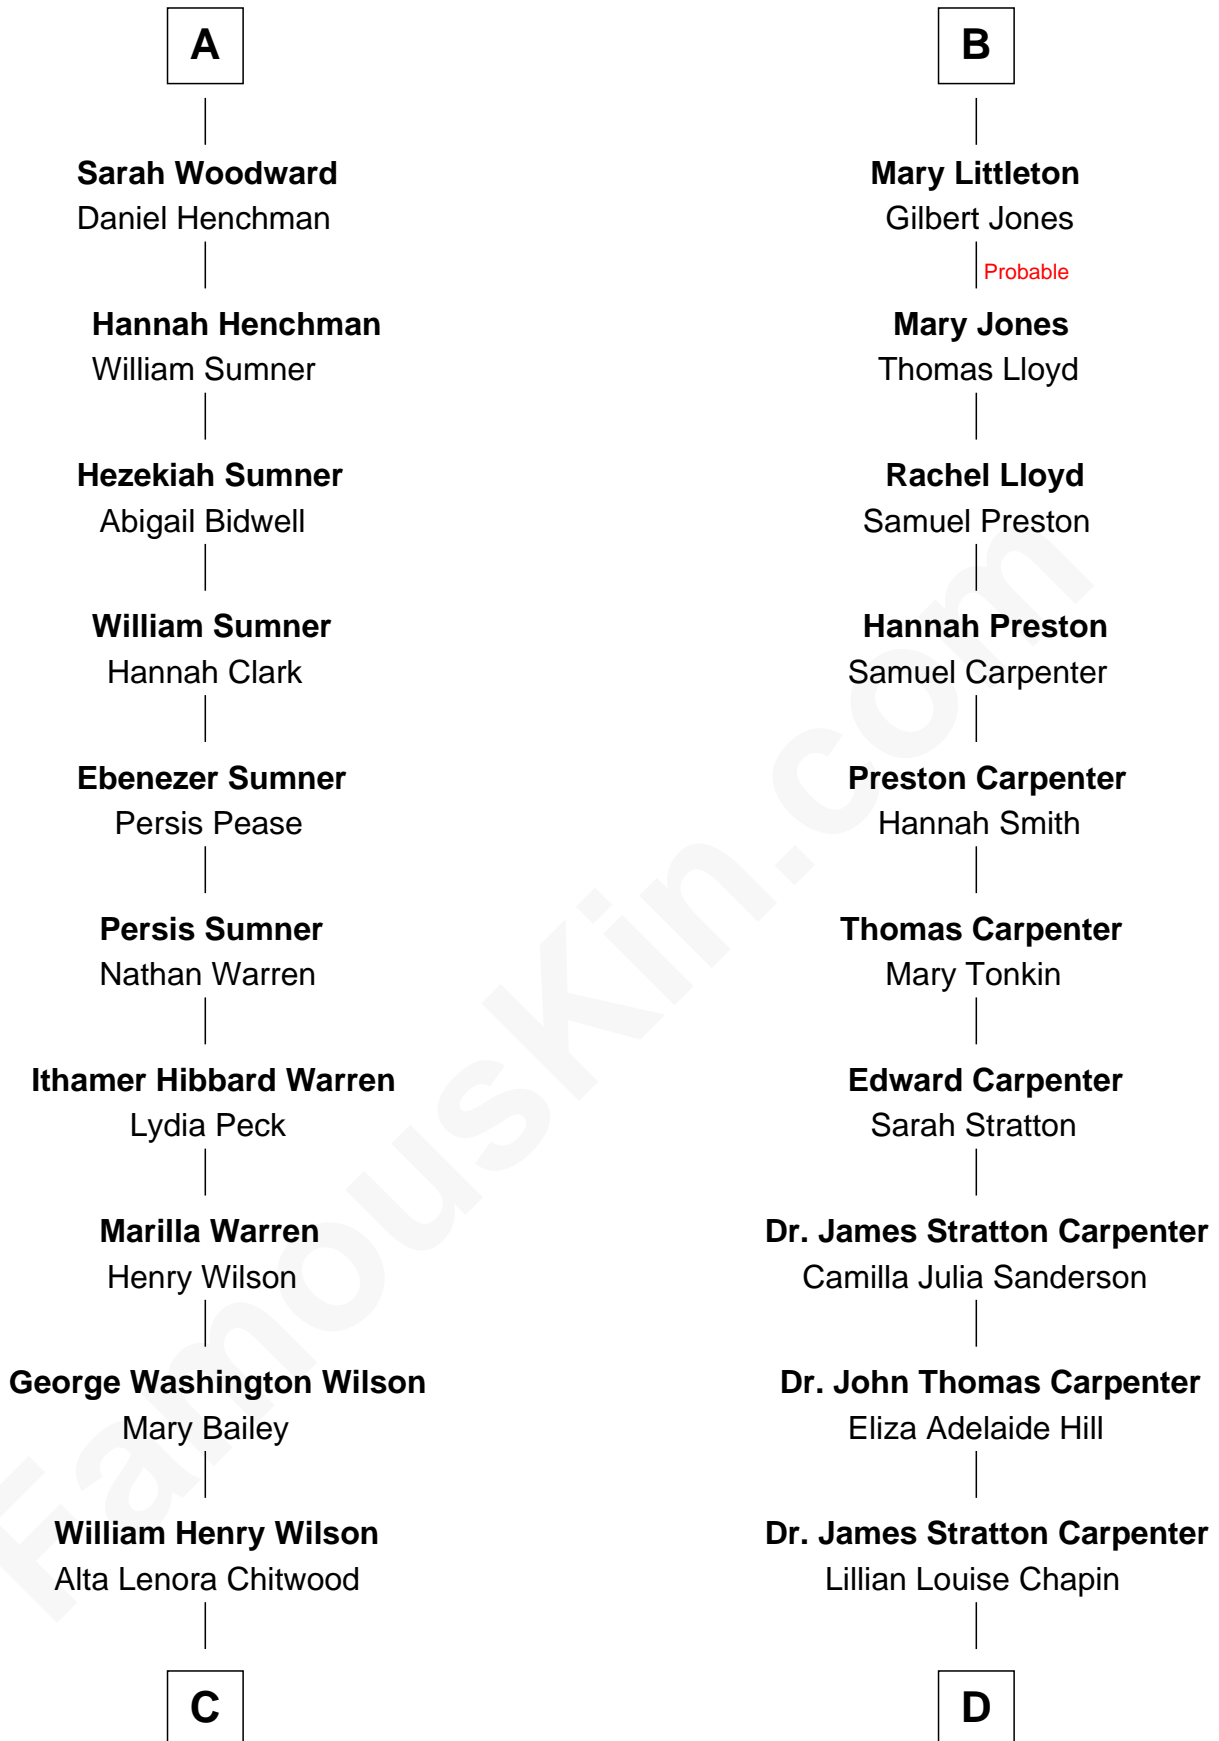 A
Sarah Woodward
Daniel Henchman
Hannah Henchman
William Sumner
Hezekiah Sumner
Abigail Bidwell
William Sumner
Hannah Clark
Ebenezer Sumner
Persis Pease
Persis Sumner
Nathan Warren
Ithamer Hibbard Warren
Lydia Peck
Marilla Warren
Henry Wilson
George Washington Wilson
Mary Bailey
William Henry Wilson
Alta Lenora Chitwood
C
B
Mary Littleton
Gilbert Jones
Probable
Mary Jones
Thomas Lloyd
Rachel Lloyd
Samuel Preston
Hannah Preston
Samuel Carpenter
Preston Carpenter
Hannah Smith
Thomas Carpenter
Mary Tonkin
Edward Carpenter
Sarah Stratton
Dr. James Stratton Carpenter
Camilla Julia Sanderson
Dr. John Thomas Carpenter
Eliza Adelaide Hill
Dr. James Stratton Carpenter
Lillian Louise Chapin
D
FamousKin.com